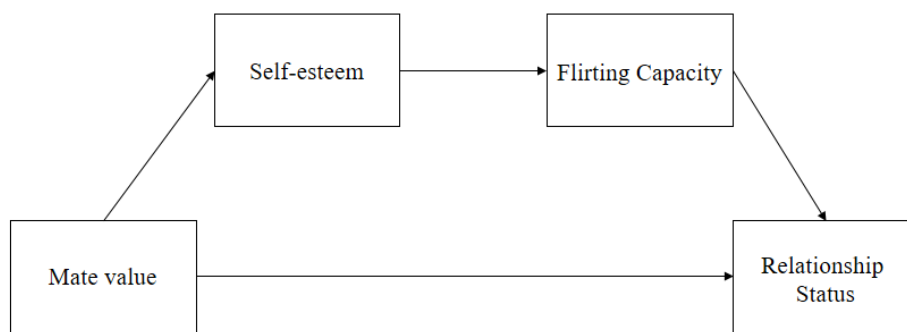 Self-esteem
Flirting Capacity
Mate value
Relationship
Status